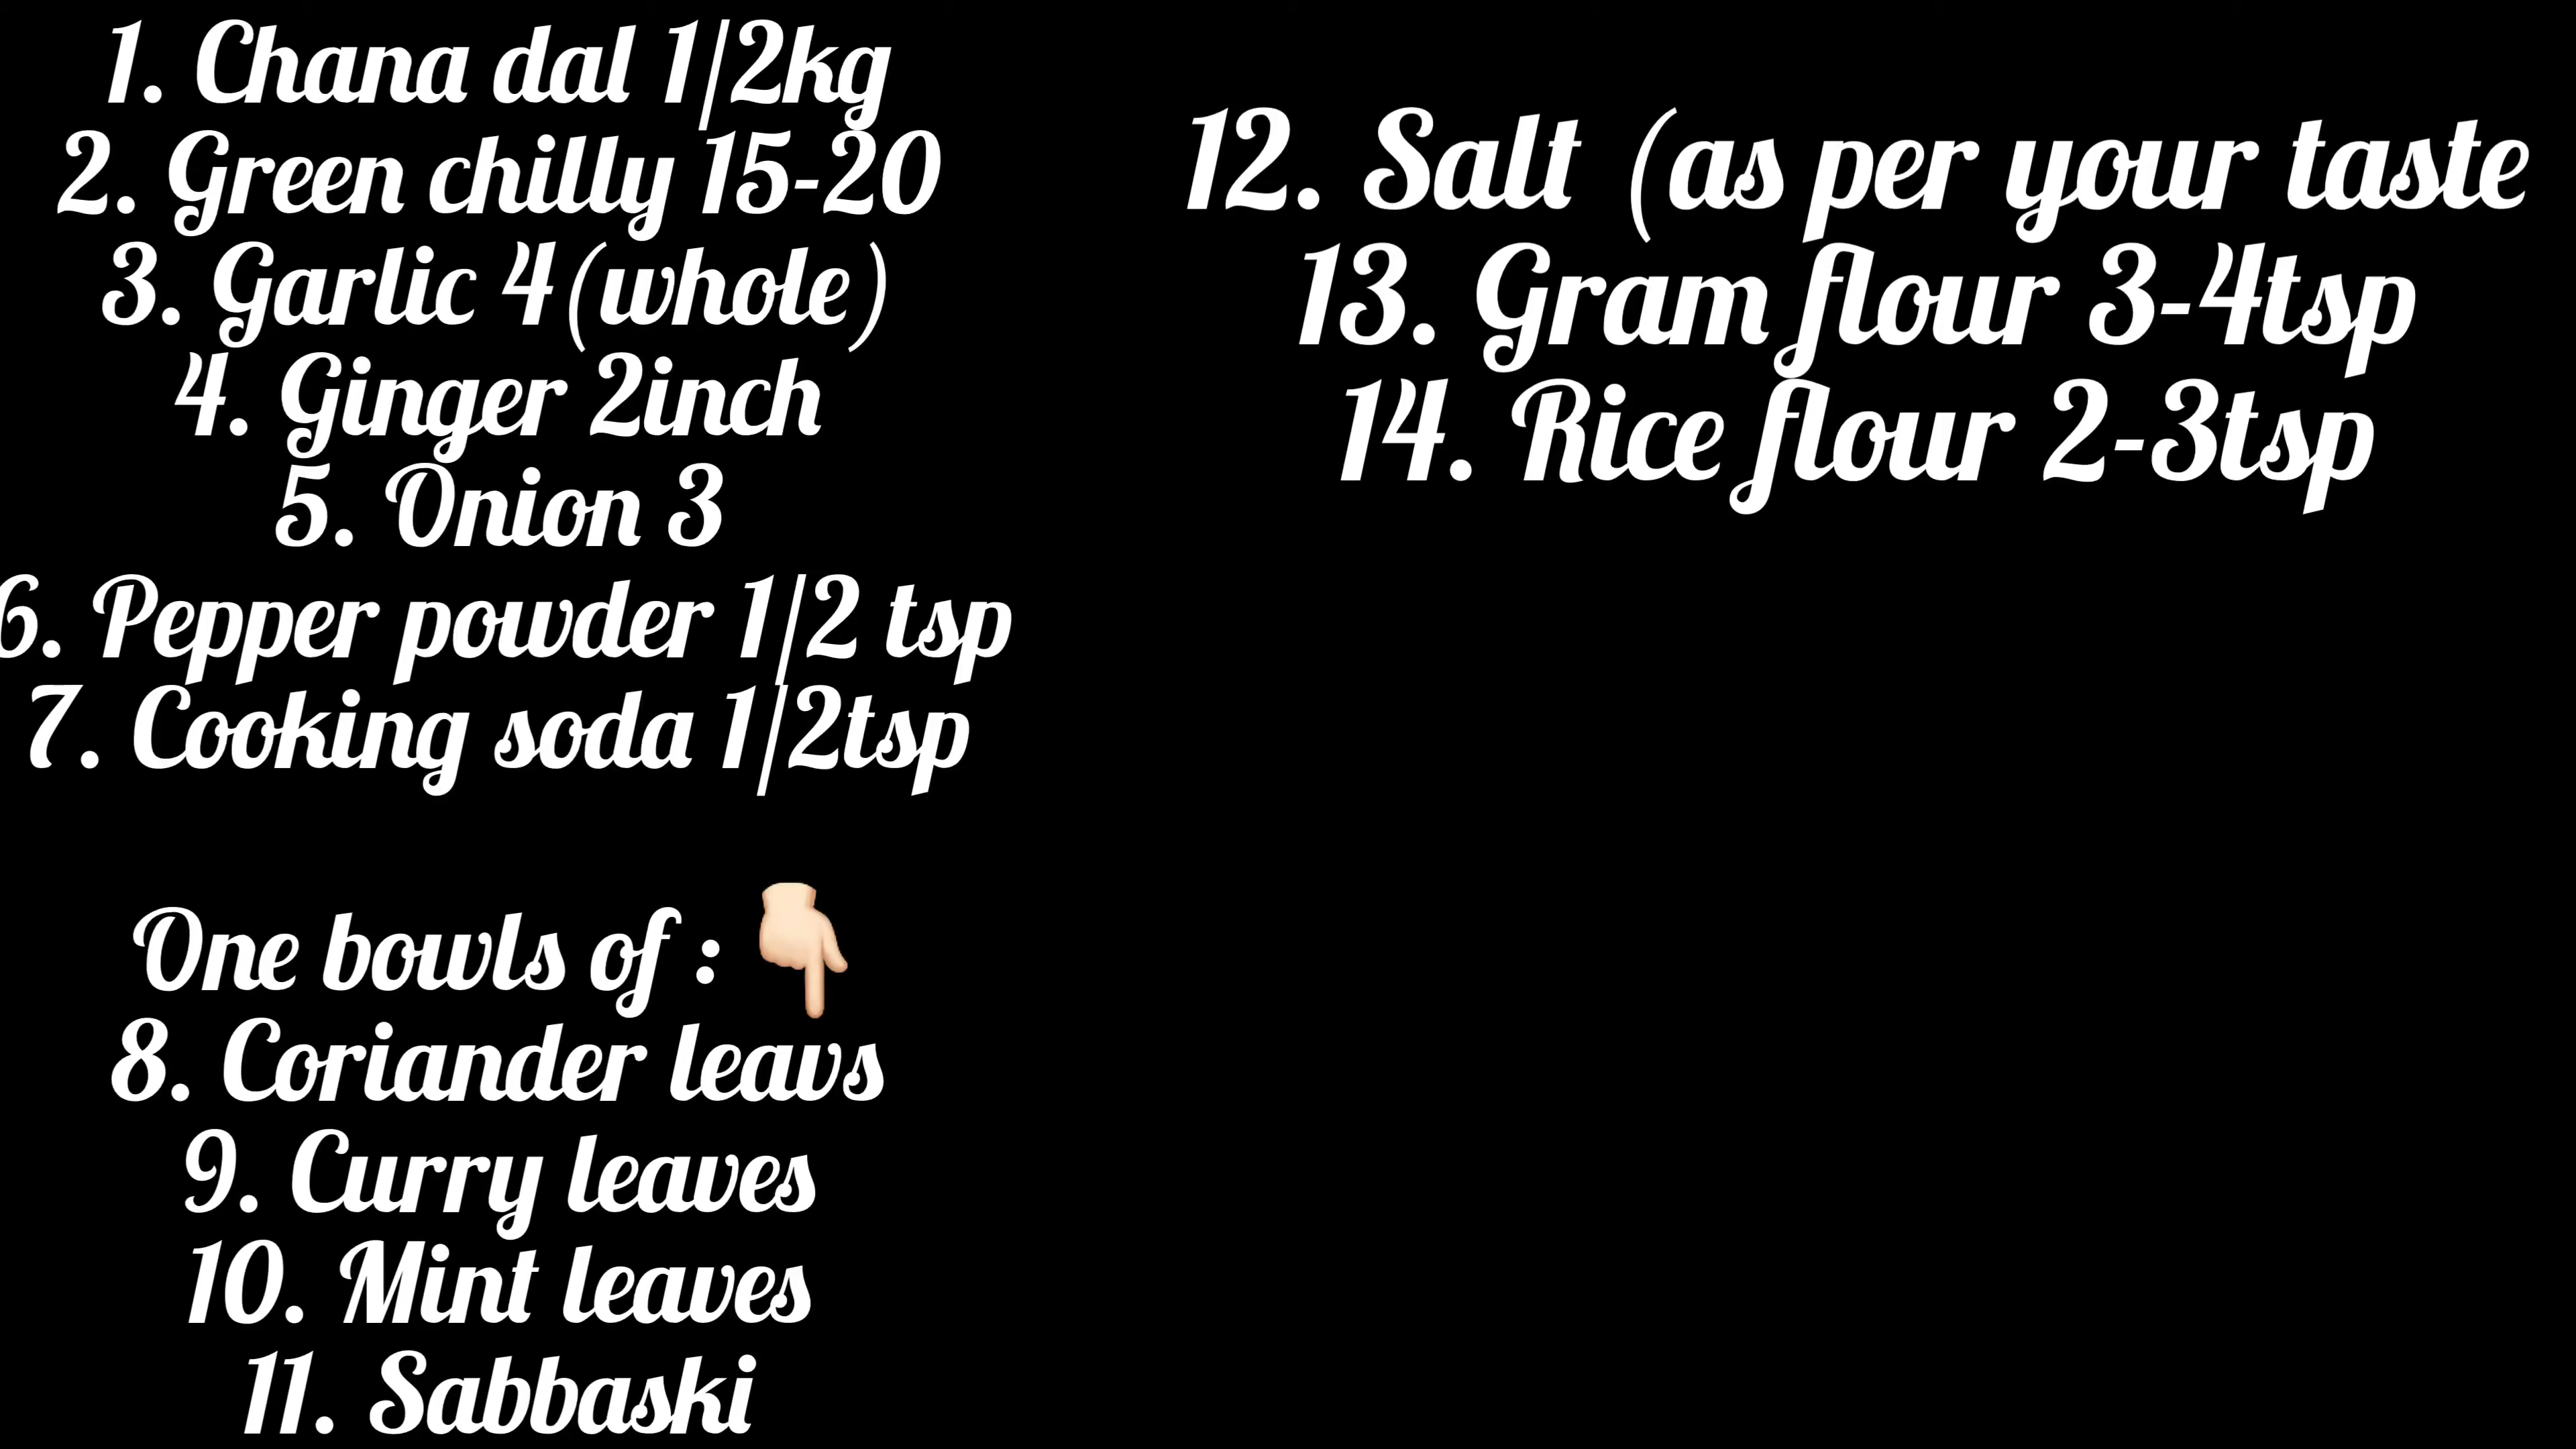 1. Chana dal 1/2kg
2. Green chilly 15-20
3. Garlic 4(whole)
4. Ginger 2inch
5. Onion 3
6. Pepper powder 1/2 tsp
7. Cooking soda 1/2tsp
One bowls of : 👇🏻
8. Coriander leavs
9. Curry leaves
10. Mint leaves
11. Sabbaski
12. Salt (as per your taste
13. Gram flour 3-4tsp
14. Rice flour 2-3tsp